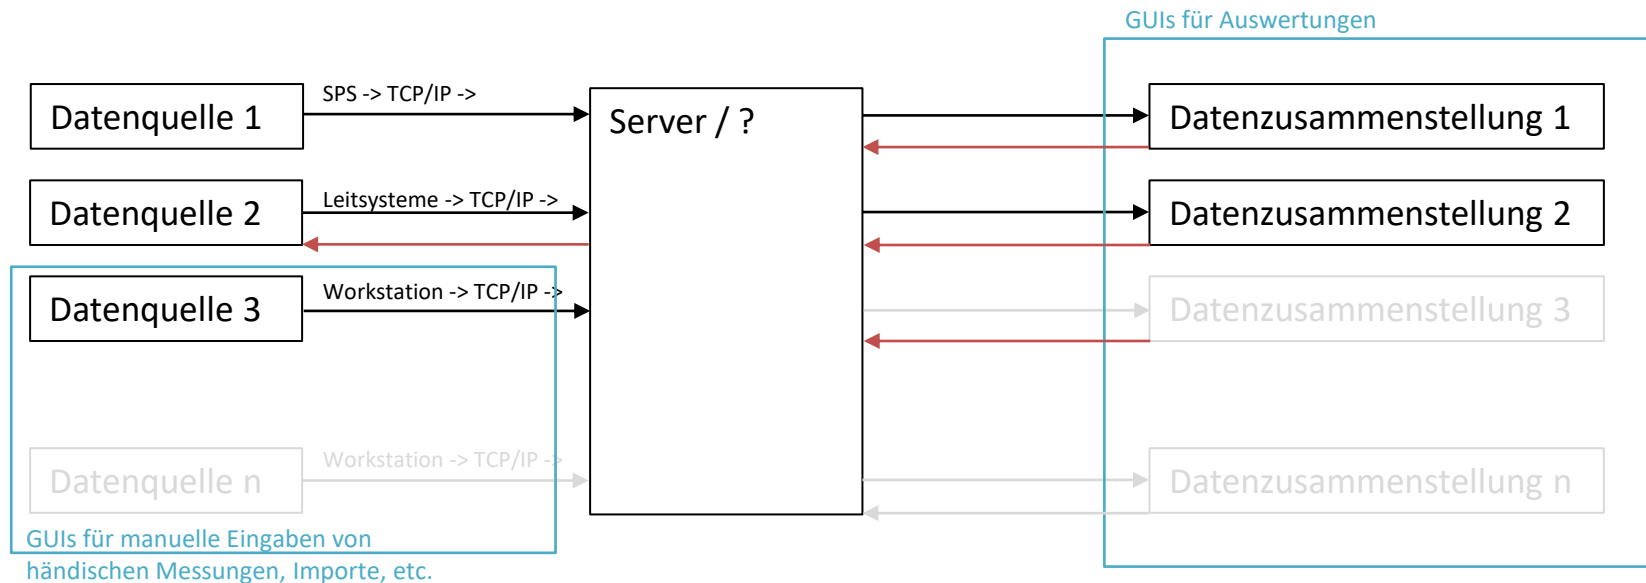 GUIs für Auswertungen
Datenquelle 1
SPS -> TCP/IP ->
Server / ?
Datenzusammenstellung 1
Datenquelle 2
Leitsysteme -> TCP/IP ->
Datenzusammenstellung 2
Datenquelle 3
Workstation -> TCP/IP ->
Datenzusammenstellung 3
Datenquelle n
Workstation -> TCP/IP ->
Datenzusammenstellung n
GUIs für manuelle Eingaben von
händischen Messungen, Importe, etc.